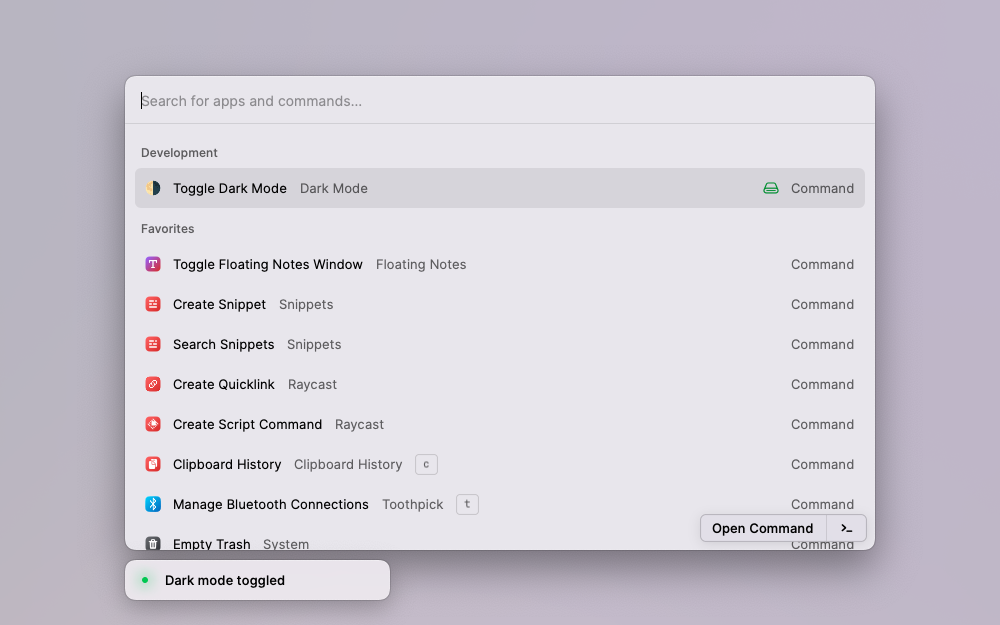 Search for apps and commands...
Development
Toggle Dark Mode Dark Mode Command
Favorites
T Toggle Floating Notes Window Floating Notes Command
Create Snippet Snippets Command
Search Snippets Snippets Command
Create Quicklink Raycast Command
Create Script Command Raycast Command
Clipboard History Clipboard History c Command
Manage Bluetooth Connections Toothpick t Command
Empty Trash System Command
Open Command >_
Dark mode toggled